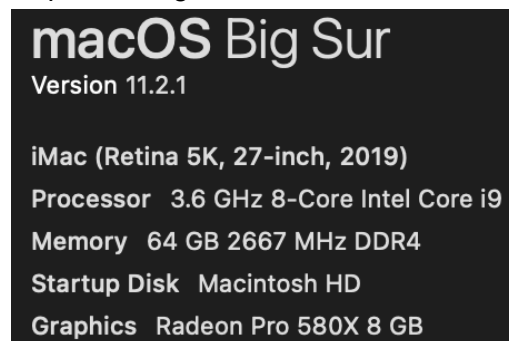 macOS Big Sur
Version 11.2.1
iMac (Retina 5K, 27-inch, 2019)
Processor 3.6 GHz 8-Core Intel Core i9
Memory 64 GB 2667 MHz DDR4
Startup Disk Macintosh HD
Graphics Radeon Pro 580X 8 GB